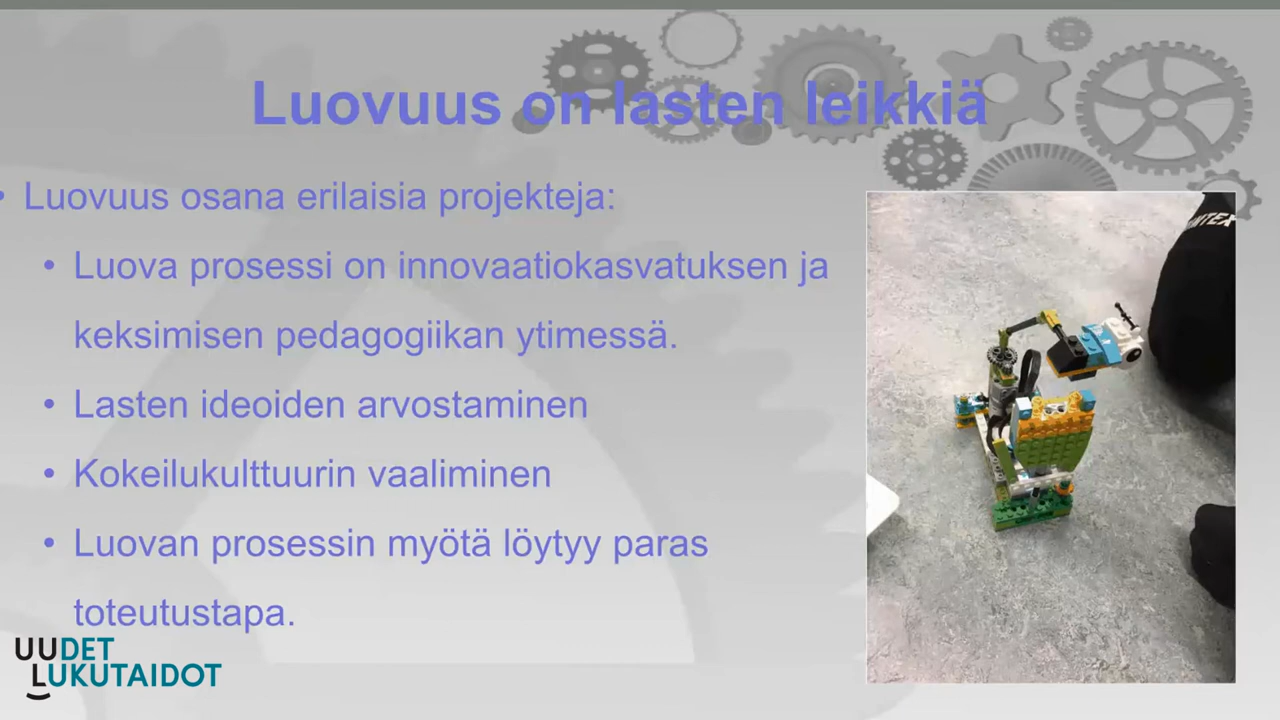 Luovuus on lasten leikkiä
• Luovuus osana erilaisia projekteja:
• Luova prosessi on innovaatiokasvatuksen ja
keksimisen pedagogiikan ytimessä.
• Lasten ideoiden arvostaminen
• Kokeilukulttuurin vaaliminen
• Luovan prosessin myötä löytyy paras
toteutustapa.
UUDET
LUKUTAIDOT